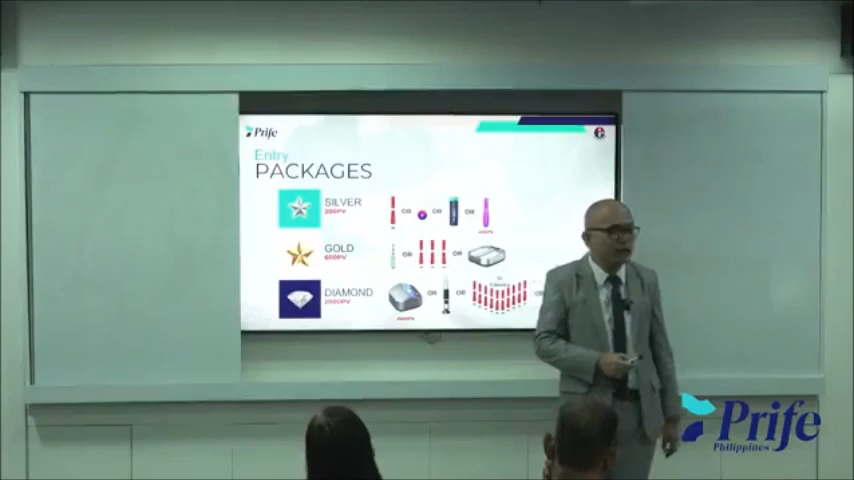 Prife
Entry
PACKAGES
SILVER
200PV
OR OR OR
GOLD
600PV
OR OR
DIAMOND
2000PV
OR OR
Prife
Philippines